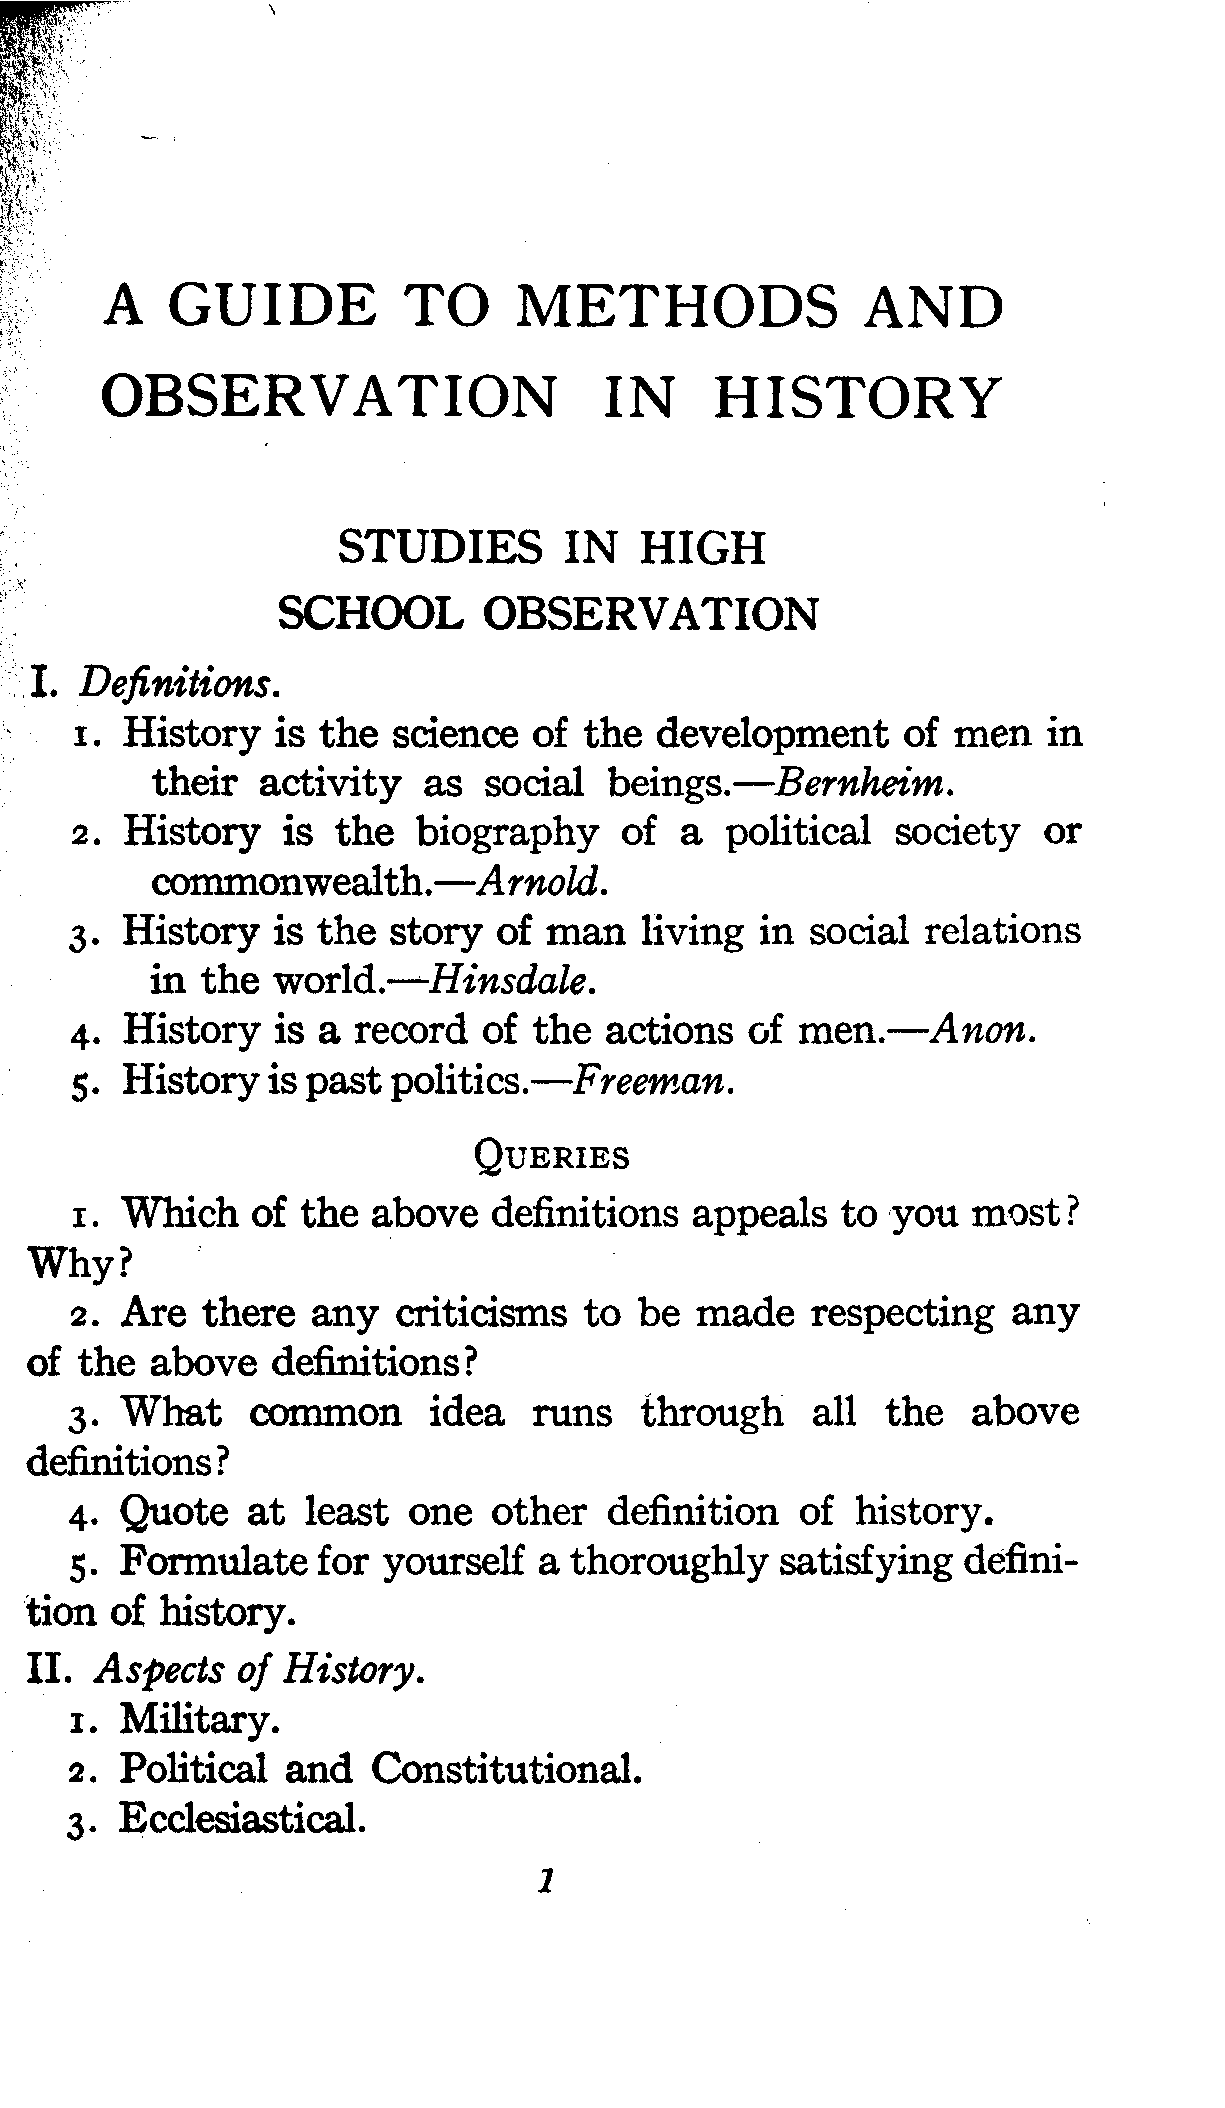 A GUIDE TO METHODS AND
OBSERVATION IN HISTORY
STUDIES IN HIGH
SCHOOL OBSERVATION
I. Definitions.
1. History is the science of the development of men in
their activity as social beings.—Bernheim.
2. History is the biography of a political society or
commonwealth.—Arnold.
3. History is the story of man living in social relations
in the world.—Hinsdale.
4. History is a record of the actions of men.—Anon.
5. History is past politics.—Freeman.
QUERIES
1. Which of the above definitions appeals to you most?
Why?
2. Are there any criticisms to be made respecting any
of the above definitions?
3. What common idea runs through all the above
definitions?
4. Quote at least one other definition of history.
5. Formulate for yourself a thoroughly satisfying defini-
tion of history.
II. Aspects of History.
1. Military.
2. Political and Constitutional.
3. Ecclesiastical.
1